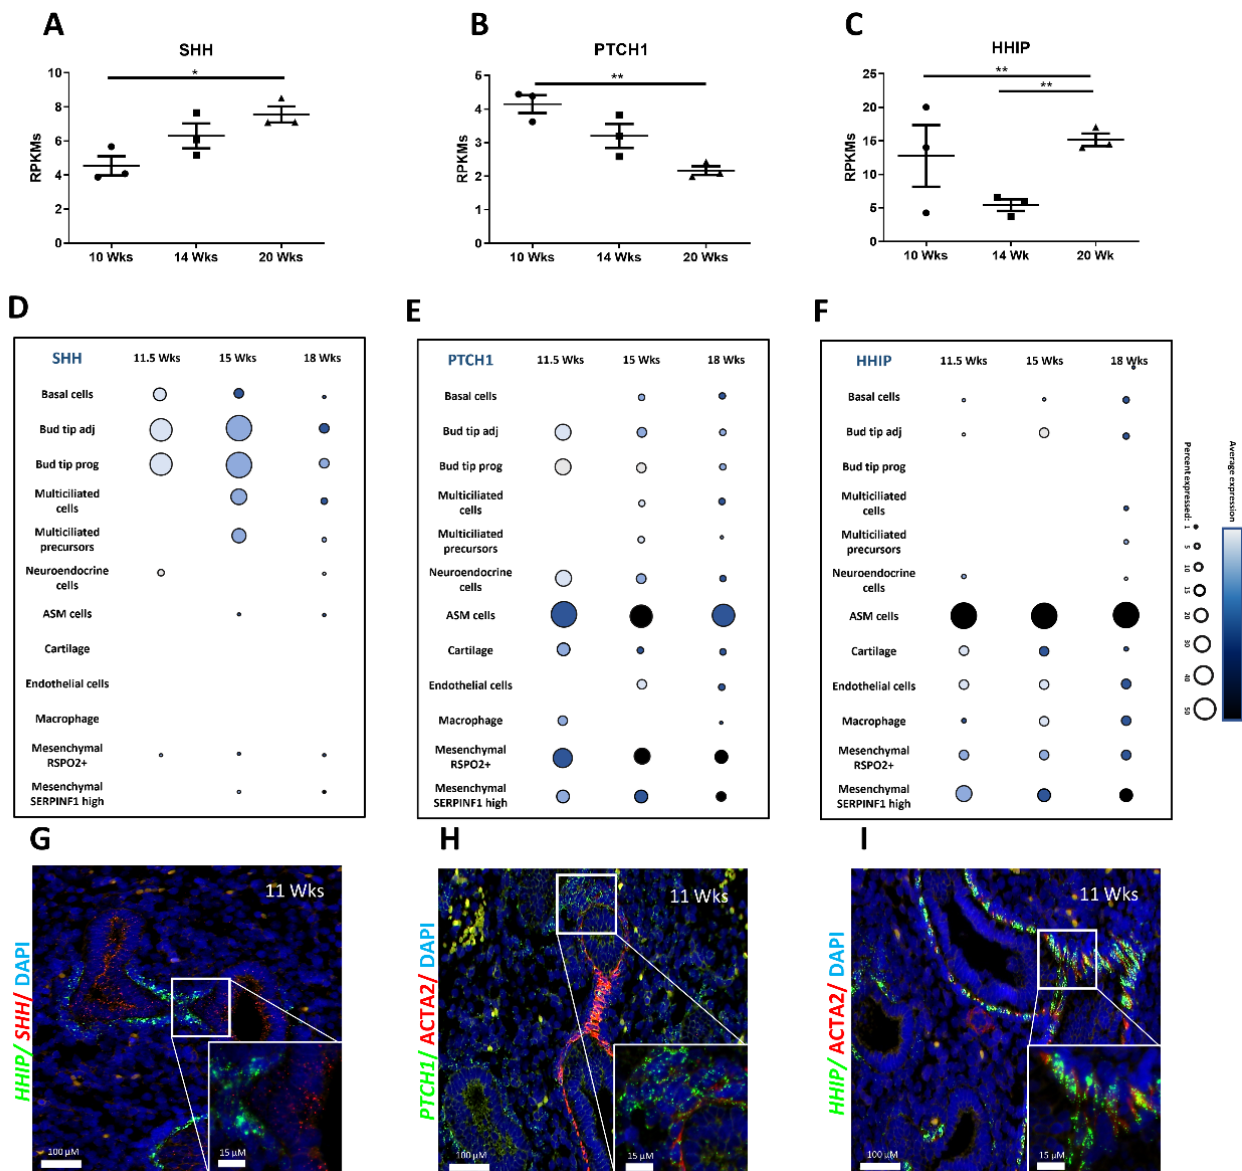 A
SHH
*
RPKMs
8
6
4
2
0
10
10 Wks
14 Wks
20 Wks
B
PTCH1
**
RPKMs
6
5
4
3
2
1
0
10 Wks
14 Wks
20 Wks
C
HHIP
**
**
RPKMs
25
20
15
10
5
0
10 Wks
14 Wk
20 Wk
D
SHH 11.5 Wks 15 Wks 18 Wks
Basal cells
Bud tip adj
Bud tip prog
Multiciliated
cells
Multiciliated
precursors
Neuroendocrine
cells
ASM cells
Cartilage
Endothelial cells
Macrophage
Mesenchymal
RSPO2+
Mesenchymal
SERPINF1 high
E
PTCH1 11.5 Wks 15 Wks 18 Wks
Basal cells
Bud tip adj
Bud tip prog
Multiciliated
cells
Multiciliated
precursors
Neuroendocrine
cells
ASM cells
Cartilage
Endothelial cells
Macrophage
Mesenchymal
RSPO2+
Mesenchymal
SERPINF1 high
F
HHIP 11.5 Wks 15 Wks 18 Wks
Basal cells
Bud tip adj
Bud tip prog
Multiciliated
cells
Multiciliated
precursors
Neuroendocrine
cells
ASM cells
Cartilage
Endothelial cells
Macrophage
Mesenchymal
RSPO2+
Mesenchymal
SERPINF1 high
Average expression
Percent expressed:
1
5
10
15
20
30
40
50
G
HHIP/ SHH/ DAPI
11 Wks
100 µM
15 µM
H
PTCH1/ ACTA2/ DAPI
11 Wks
100 µM
15 µM
I
HHIP/ ACTA2/ DAPI
11 Wks
100 µM
15 µM